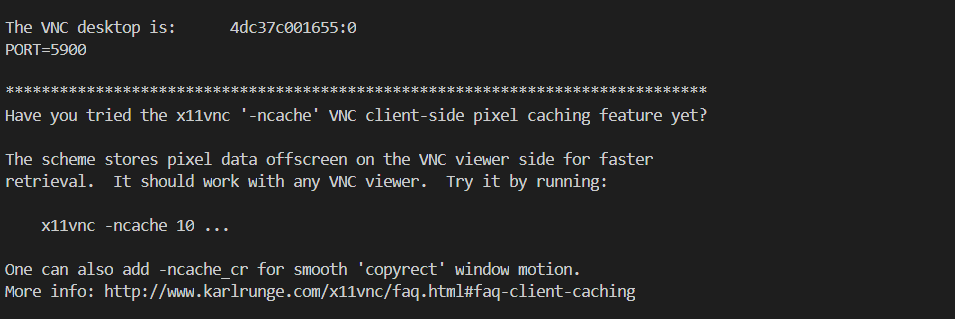 The VNC desktop is:      4dc37c001655:0
PORT=5900
******************************************************************************
Have you tried the x11vnc '-ncache' VNC client-side pixel caching feature yet?
The scheme stores pixel data offscreen on the VNC viewer side for faster
retrieval.  It should work with any VNC viewer.  Try it by running:
    x11vnc -ncache 10 ...
One can also add -ncache_cr for smooth 'copyrect' window motion.
More info: http://www.karlrunge.com/x11vnc/faq.html#faq-client-caching